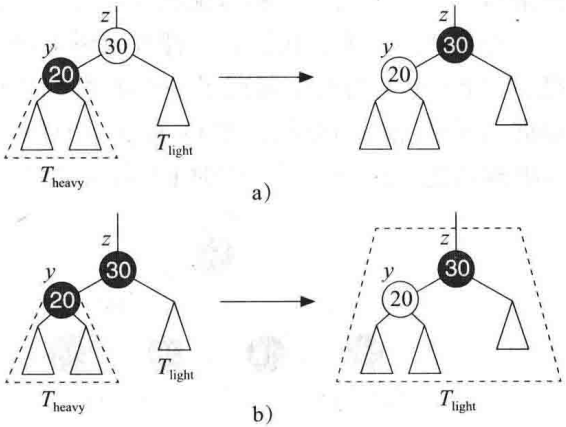 z z
y 30 y 30
20 20
T_light
T_heavy
a)
z z
y 30 y 30
20 20
T_light
T_heavy T_light
b)